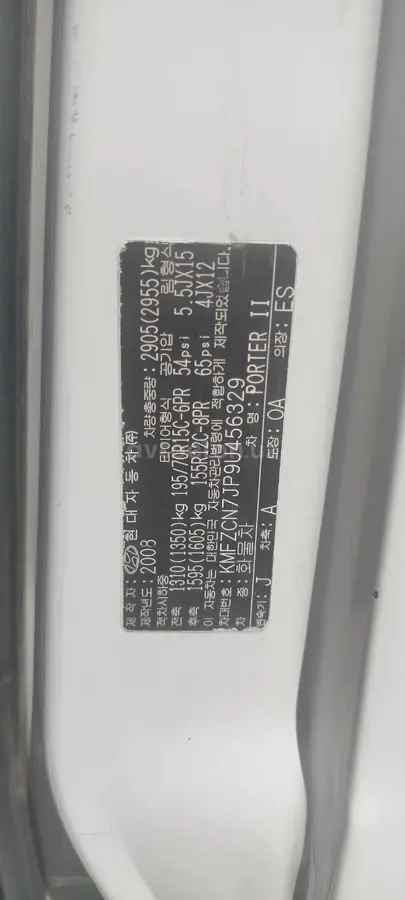 제 작 자: 현대자동차(주)
제작년도: 2008 차량총중량: 2905(2955)kg
적차시하중 타이어형식 공기압 림형식
전축 1310(1350)kg 195/70R15C-6PR 54psi 5.5JX15
후축 1595(1605)kg 155R12C-8PR 65psi 4JX12
이 자동차는 대한민국 자동차관리법령에 적합하게 제작되었습니다.
차대번호: KMFZCN7JP9U456329
차 종: 화물차 차 명: PORTER II
변속기: J 차축: A 도장: OA 의장: ES